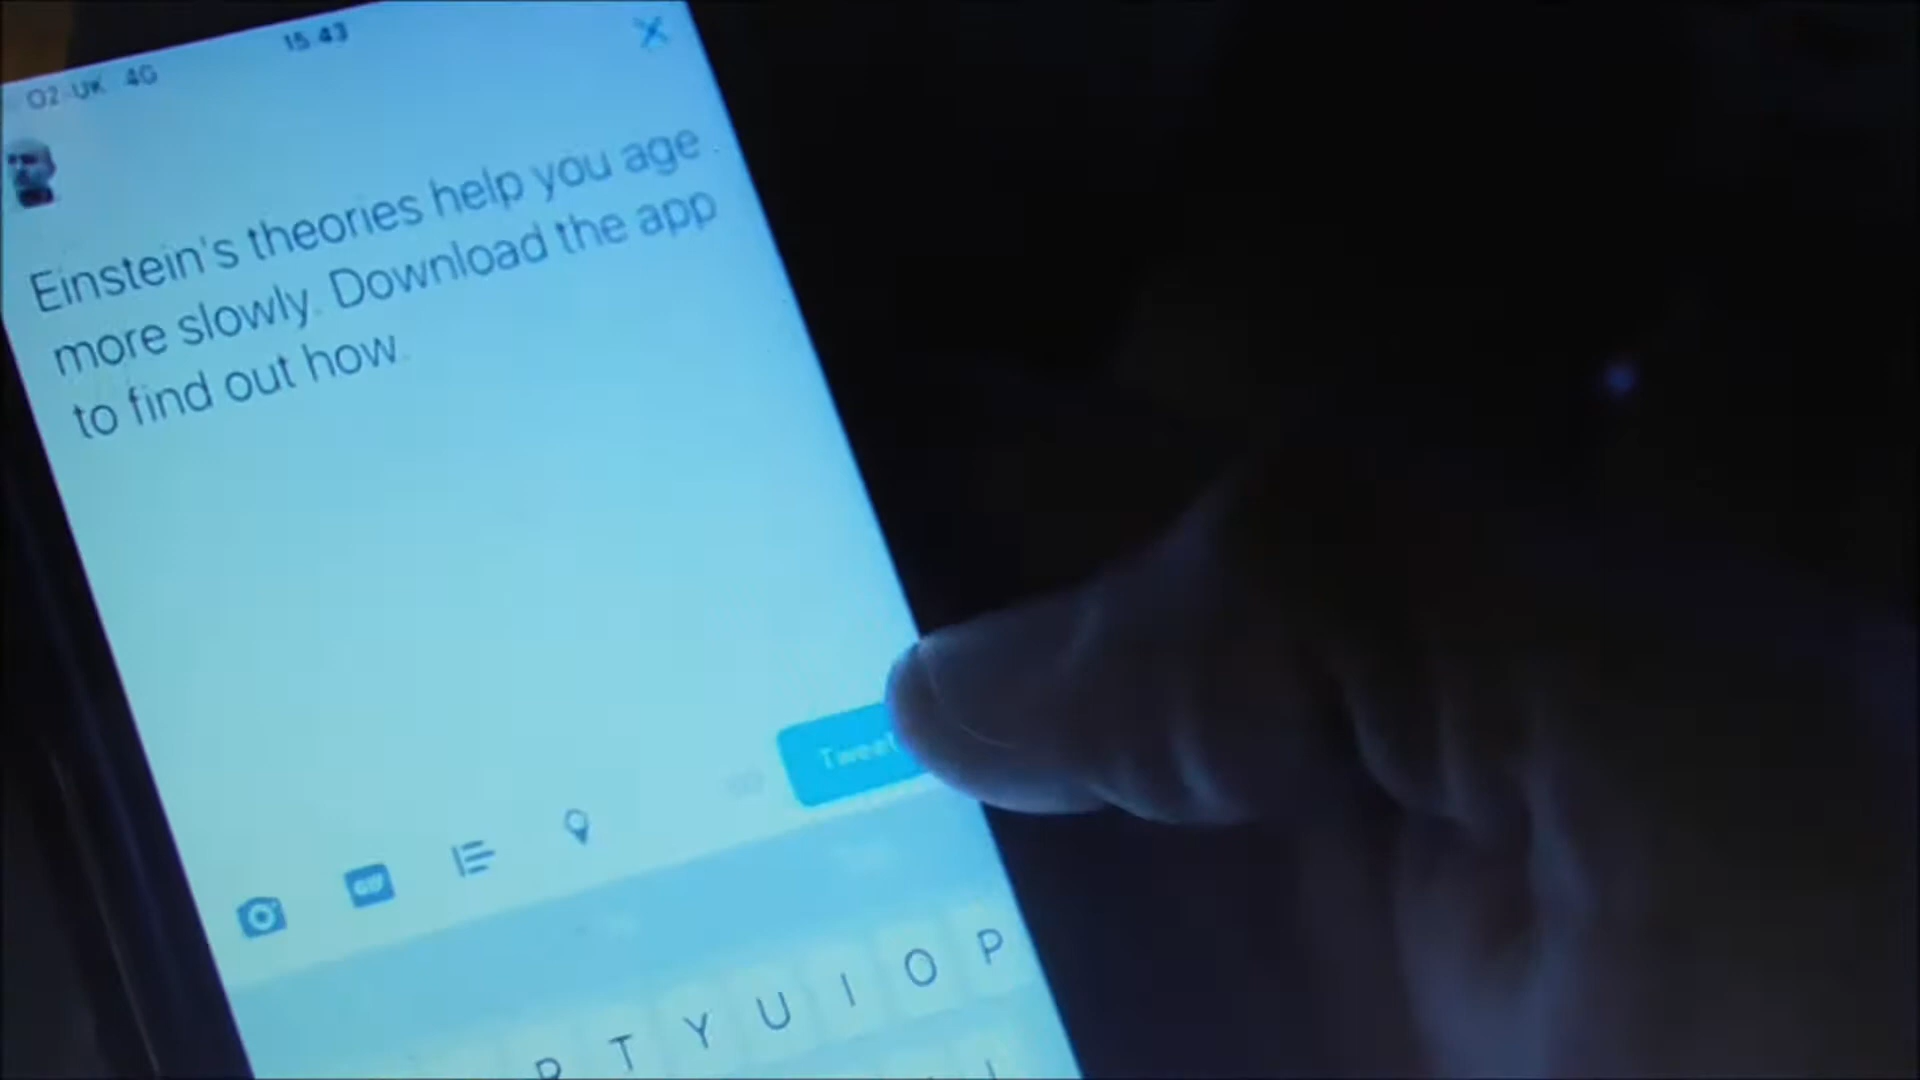 15 43
O2-UK 4G
Einstein's theories help you age
more slowly. Download the app
to find out how.
Tweet
GIF
R T Y U I O P